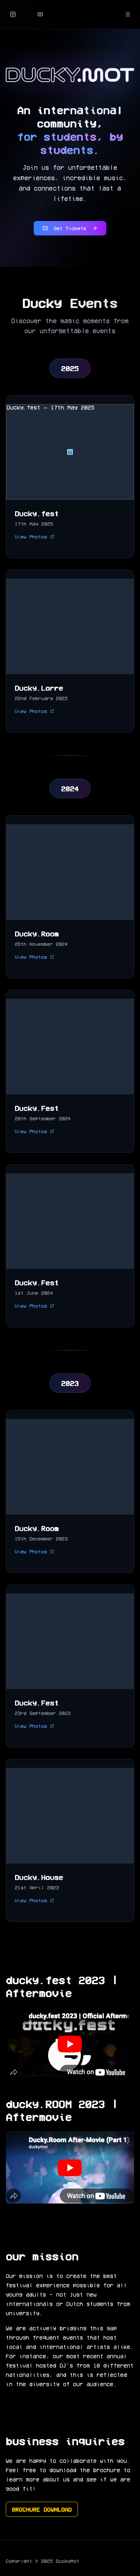 DUCKY.MOT
An international
community,
for students, by
students.
Join us for unforgettable
experiences, incredible music,
and connections that last a
lifetime.
Get Tickets
Ducky Events
Discover the magic moments from
our unforgettable events
2025
Ducky.fest – 17th May 2025
Ducky.fest
17th May 2025
View Photos
Ducky.Lorre
22nd February 2025
View Photos
2024
Ducky.Room
29th November 2024
View Photos
Ducky.Fest
20th September 2024
View Photos
Ducky.Fest
1st June 2024
View Photos
2023
Ducky.Room
15th December 2023
View Photos
Ducky.Fest
23rd September 2023
View Photos
Ducky.House
21st April 2023
View Photos
ducky.fest 2023 |
Aftermovie
ducky.fest 2023 | Official Afterm
ducky.fest
Watch on YouTube
ducky.ROOM 2023 |
Aftermovie
Ducky.Room After-Movie (Part 1)
duckymot
Watch on YouTube
our mission
Our mission is to create the best
festival experience possible for all
young adults – not just new
internationals or Dutch students from
university.
We are actively bridging this gap
through frequent events that host
local and international artists alike.
For instance, our most recent annual
festival hosted DJ's from 10 different
nationalities, and this is reflected
in the diversity of our audience.
business inquiries
We are happy to collaborate with you.
Feel free to download the brochure to
learn more about us and see if we are
good fit!
BROCHURE DOWNLOAD
Copyright © 2025 DuckyMot